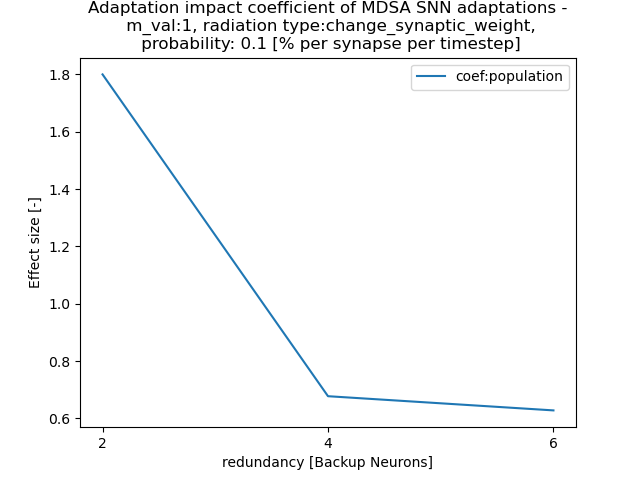 Adaptation impact coefficient of MDSA SNN adaptations -
m_val:1, radiation type:change_synaptic_weight,
probability: 0.1 [% per synapse per timestep]
coef:population
1.8
1.6
1.4
1.2
1.0
0.8
0.6
Effect size [-]
2
4
6
redundancy [Backup Neurons]